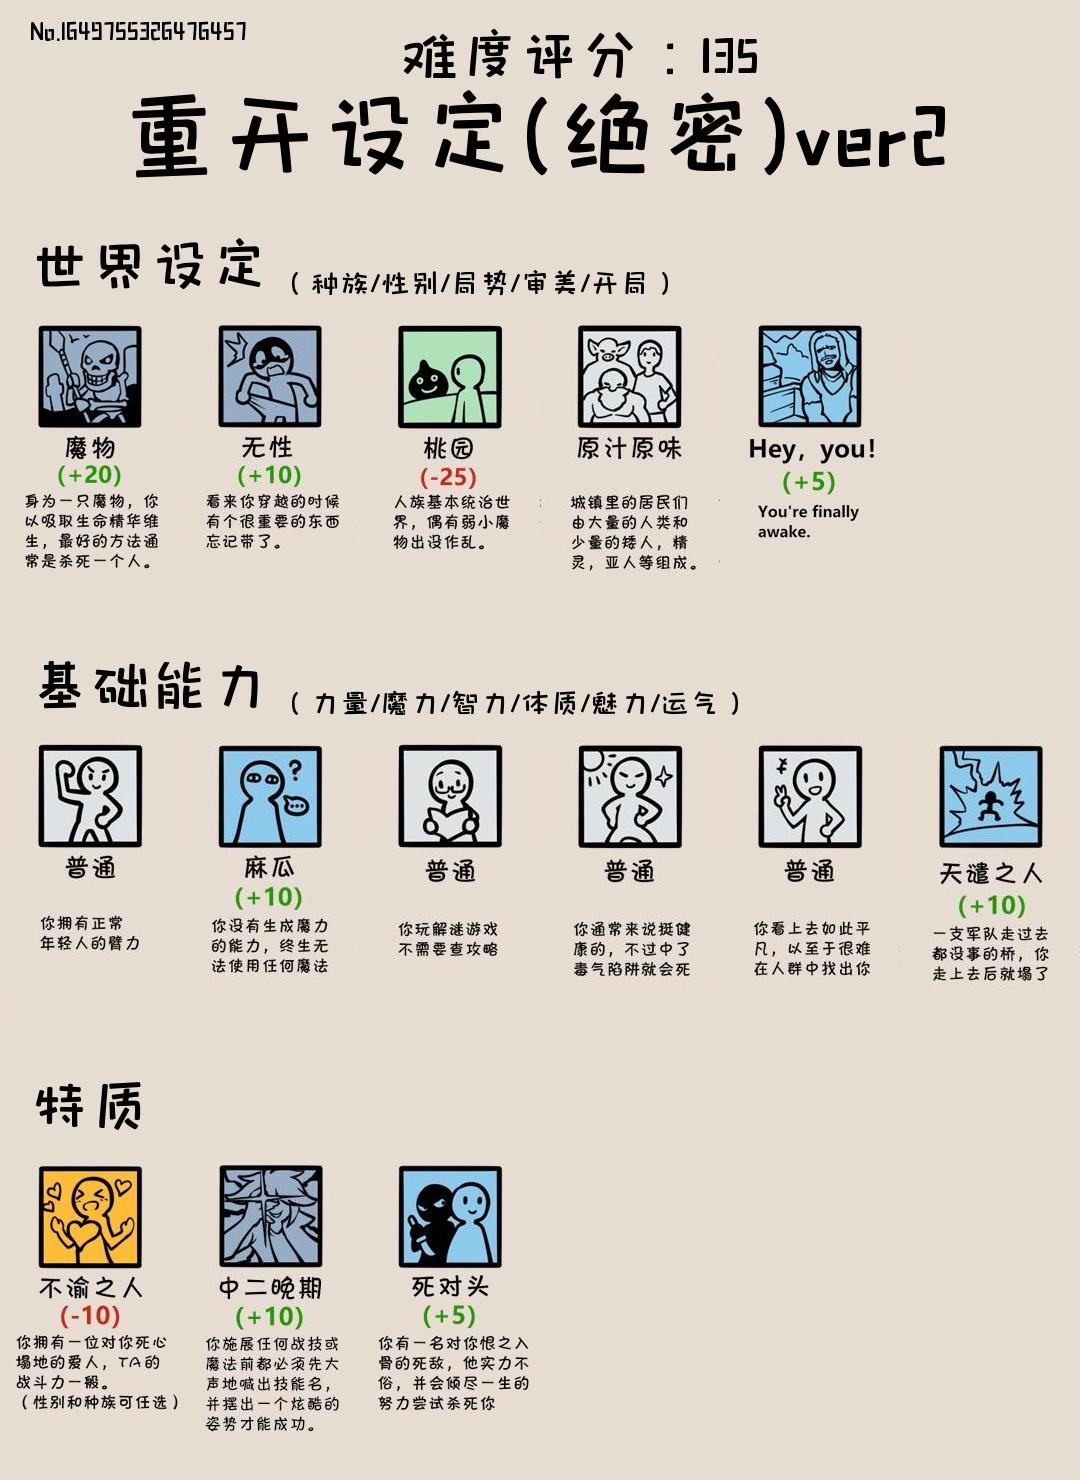 No.1649755326476457
难度评分：135
重开设定(绝密)ver2
世界设定 （种族/性别/局势/审美/开局）
魔物
(+20)
身为一只魔物，你
以吸取生命精华维
生，最好的方法通
常是杀死一个人。
无性
(+10)
看来你穿越的时候
有个很重要的东西
忘记带了。
桃园
(-25)
人族基本统治世
界，偶有弱小魔
物出没作乱。
原汁原味
城镇里的居民们
由大量的人类和
少量的矮人，精
灵，亚人等组成。
Hey, you!
(+5)
You're finally
awake.
基础能力 （力量/魔力/智力/体质/魅力/运气）
普通
你拥有正常
年轻人的臂力
?
...
麻瓜
(+10)
你没有生成魔力
的能力，终生无
法使用任何魔法
普通
你玩解谜游戏
不需要查攻略
普通
你通常来说挺健
康的，不过中了
毒气陷阱就会死
普通
你看上去如此平
凡，以至于很难
在人群中找出你
天谴之人
(+10)
一支军队走过去
都没事的桥，你
走上去后就塌了
特质
不渝之人
(-10)
你拥有一位对你死心
塌地的爱人，TA的
战斗力一般。
（性别和种族可任选）
中二晚期
(+10)
你施展任何战技或
魔法前都必须先大
声地喊出技能名，
并摆出一个炫酷的
姿势才能成功。
死对头
(+5)
你有一名对你恨之入
骨的死敌，他实力不
俗，并会倾尽一生的
努力尝试杀死你